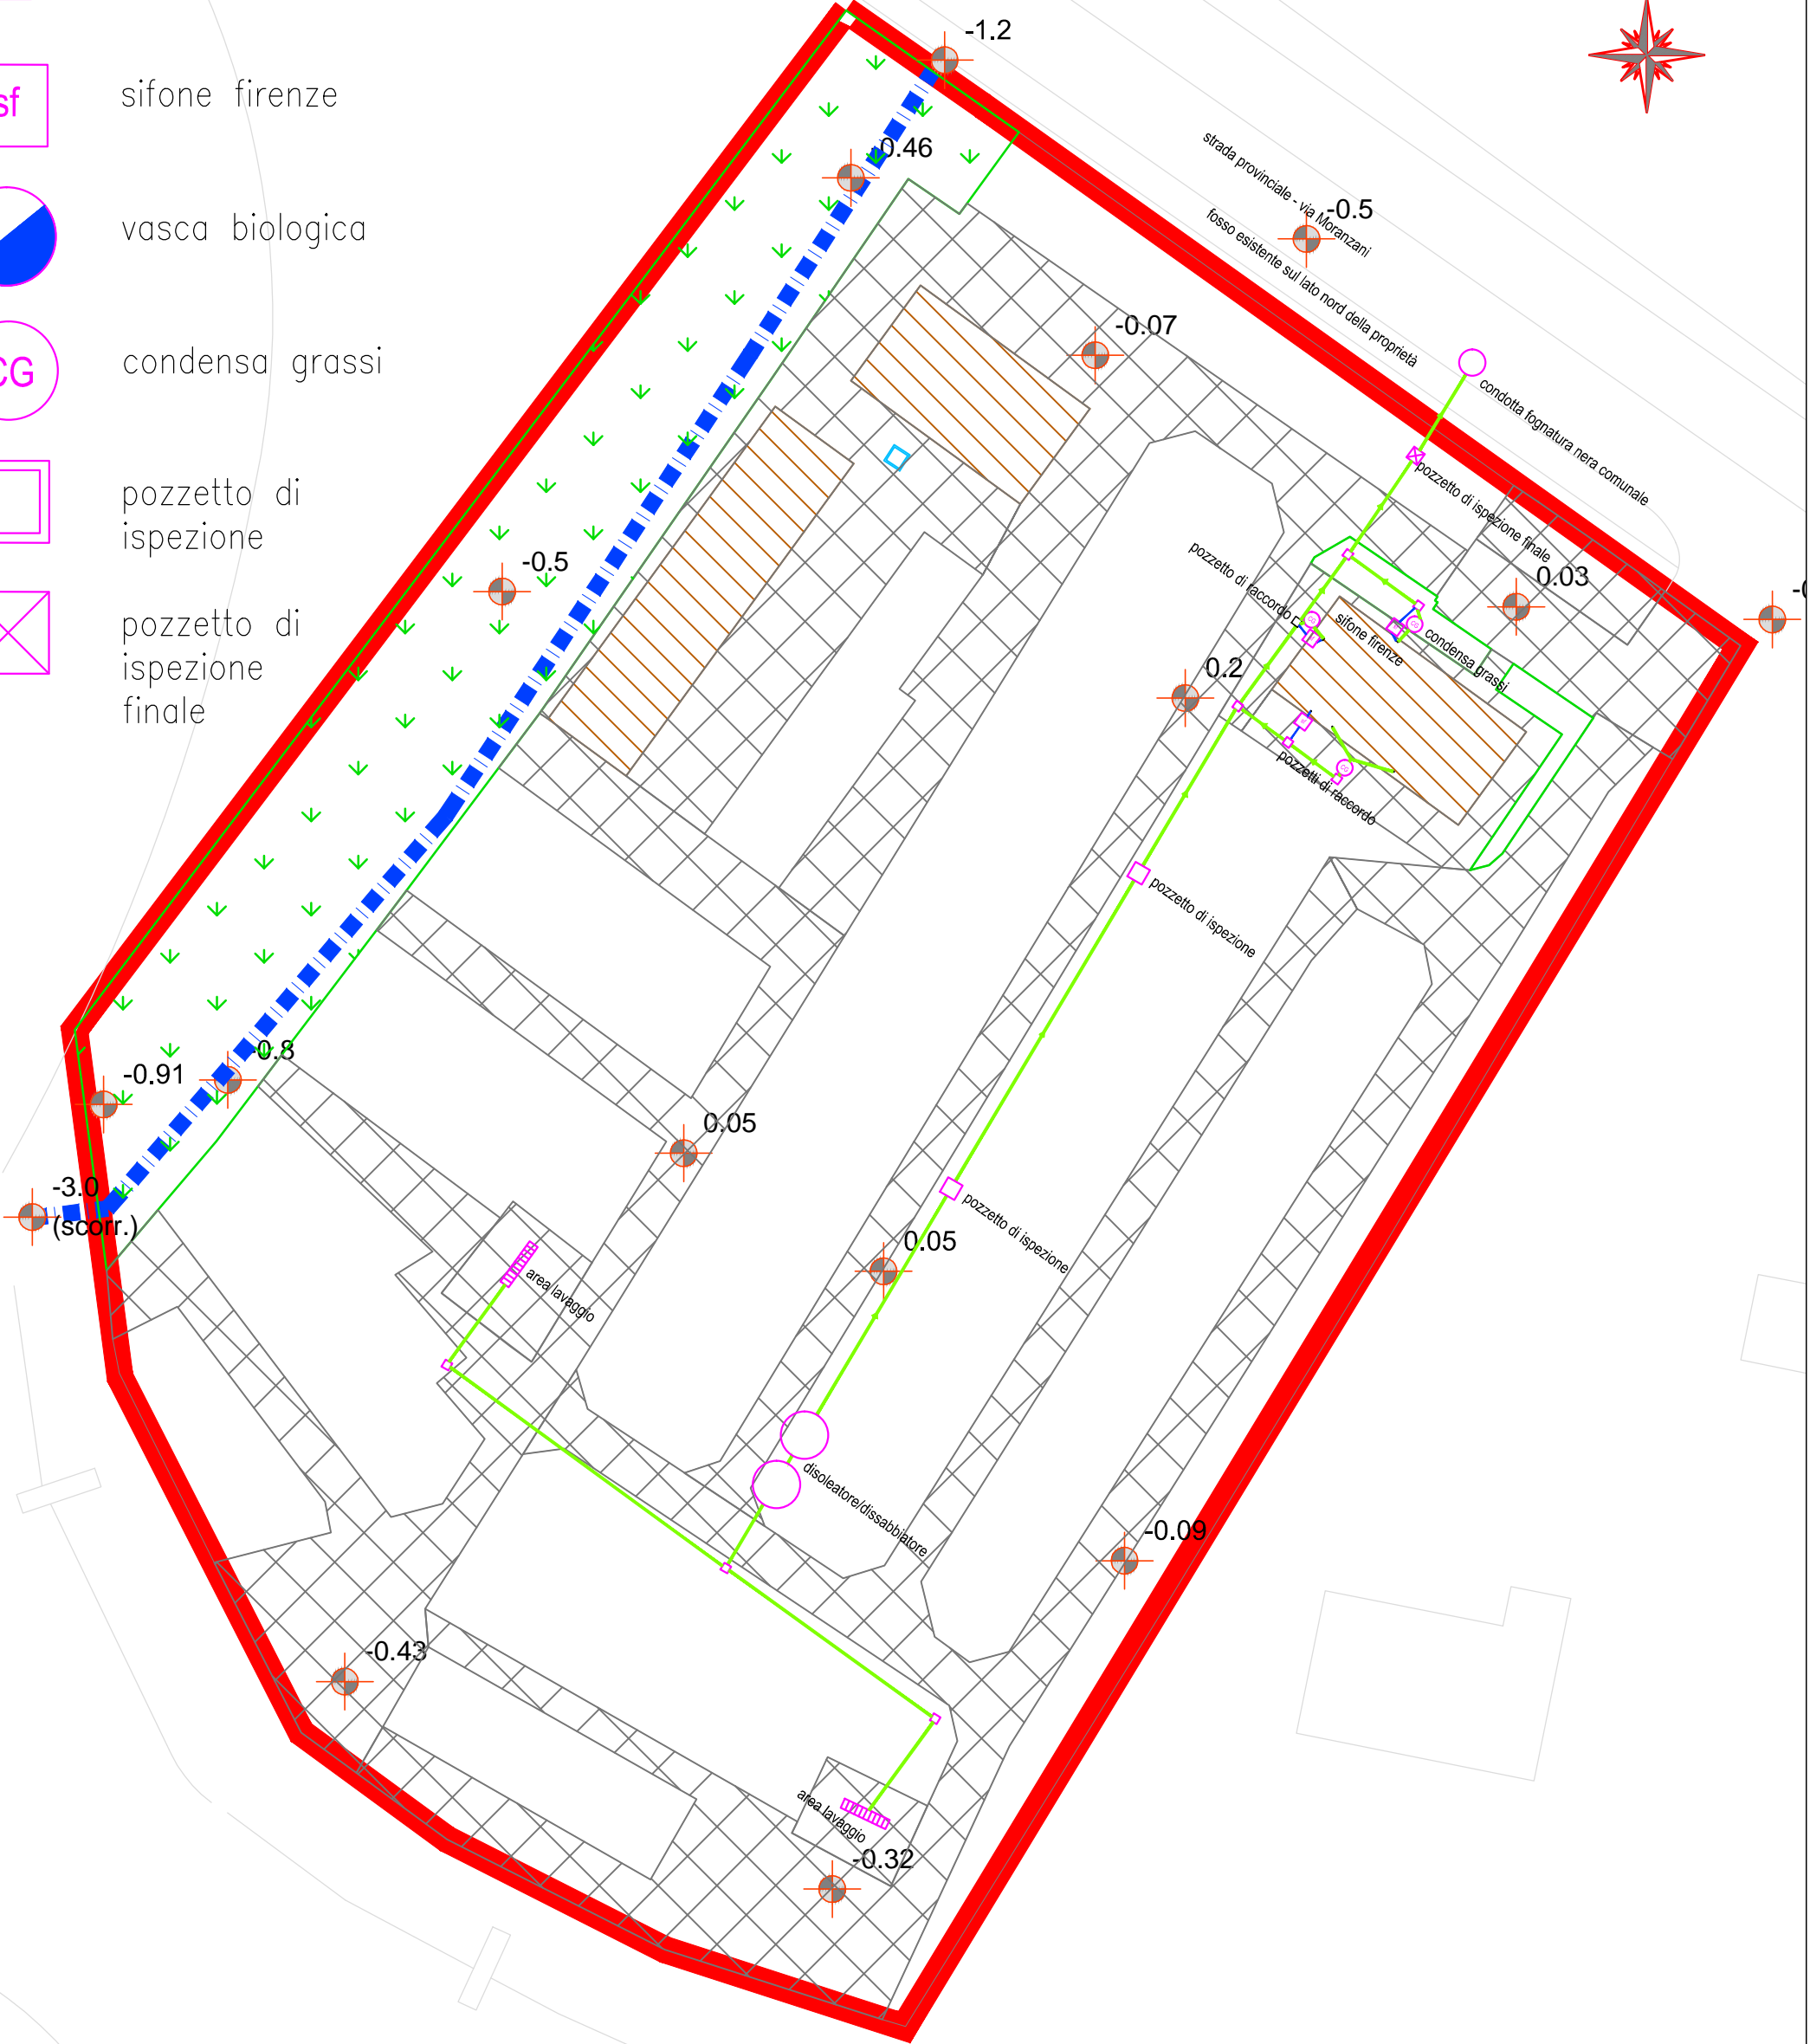 sf
sifone firenze
vasca biologica
CG
condensa grassi
pozzetto di
ispezione
pozzetto di
ispezione
finale
-1.2
-0.46
strada provinciale - via Moranzani
-0.5
fosso esistente sul lato nord della proprietà
-0.07
condotta fognatura nera comunale
pozzetto di ispezione finale
-0.5
pozzetto di raccordo
0.03
sifone firenze
condensa grassi
0.2
pozzetti di raccordo
pozzetto di ispezione
-0.8
-0.91
0.05
-3.0
(scorr.)
pozzetto di ispezione
0.05
area lavaggio
disoleatore/dissabbiatore
-0.09
-0.43
area lavaggio
-0.32